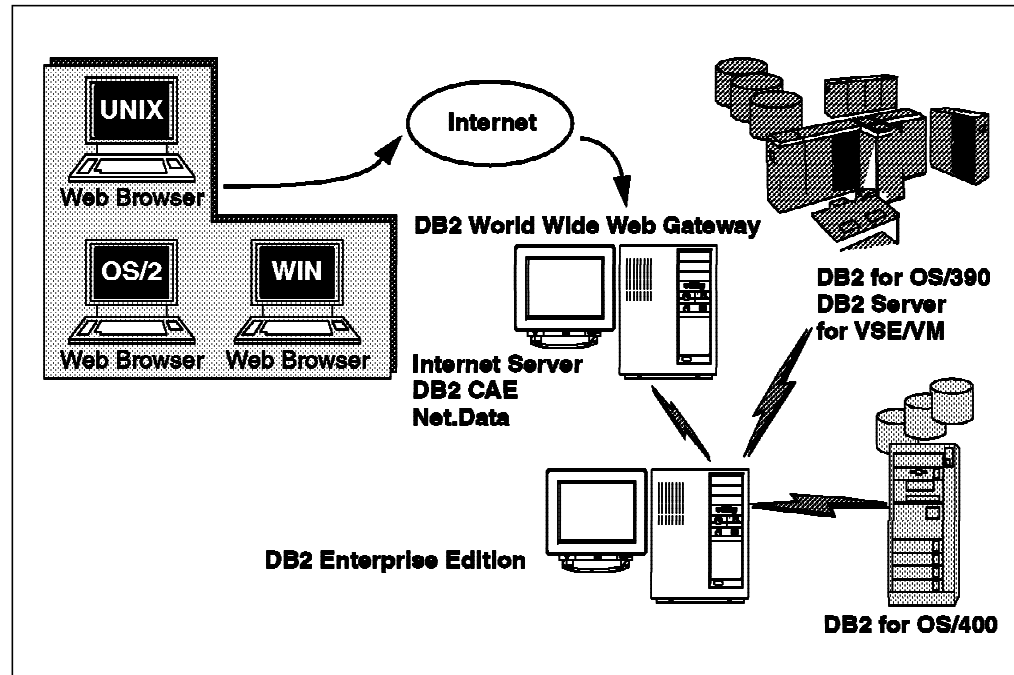 UNIX
Web Browser
OS/2
Web Browser
WIN
Web Browser
Internet
DB2 World Wide Web Gateway
Internet Server
DB2 CAE
Net.Data
DB2 for OS/390
DB2 Server
for VSE/VM
DB2 Enterprise Edition
DB2 for OS/400